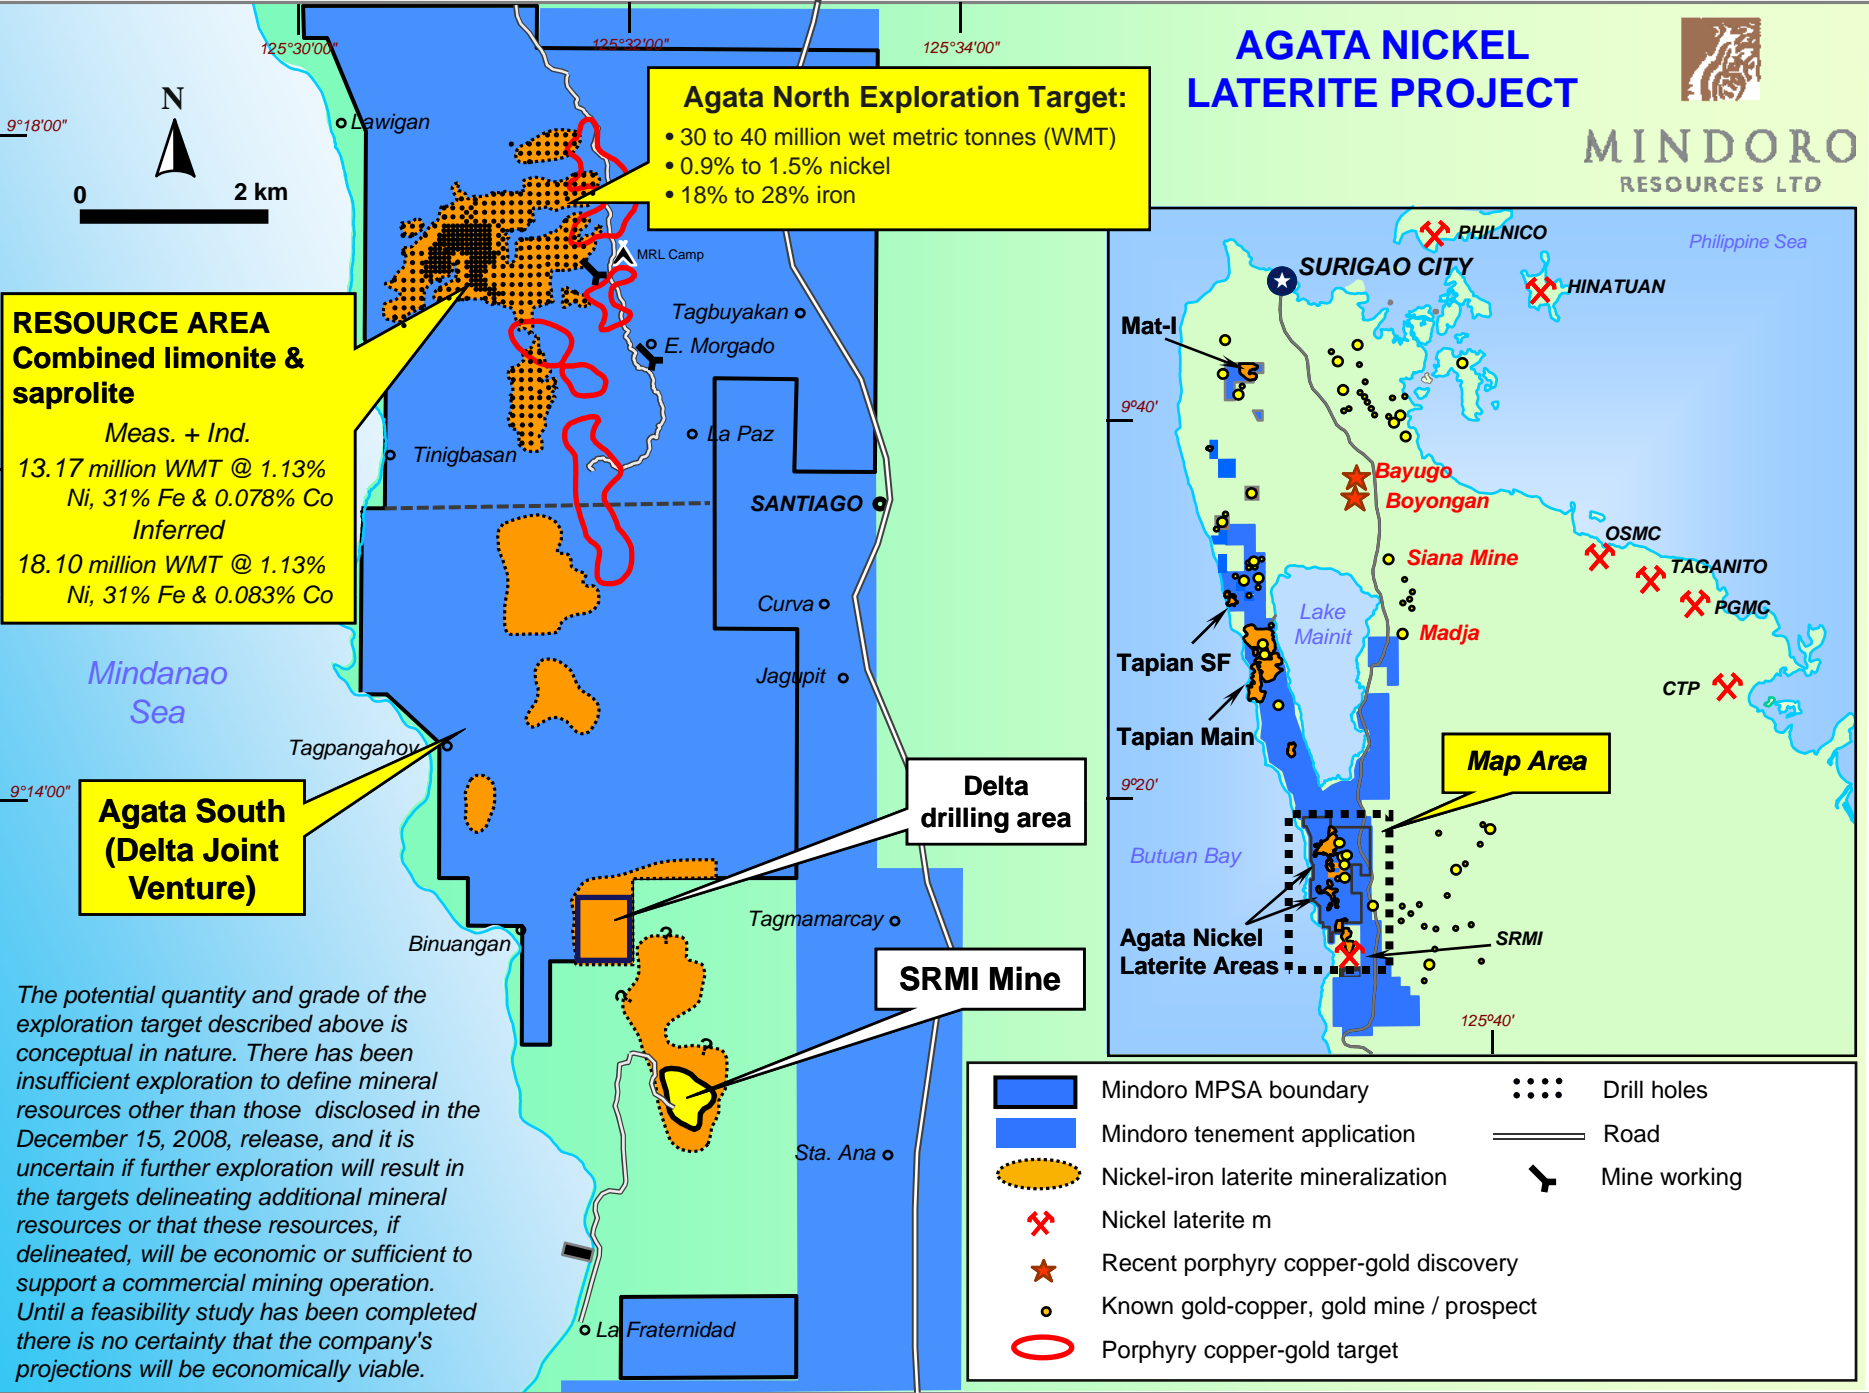 AGATA NICKEL
LATERITE PROJECT
MINDORO
RESOURCES LTD
125°30'00"
125°32'00"
125°34'00"
9°18'00"
9°14'00"
N
0 2 km
Lawigan
Agata North Exploration Target:
• 30 to 40 million wet metric tonnes (WMT)
• 0.9% to 1.5% nickel
• 18% to 28% iron
MRL Camp
Tagbuyakan
E. Morgado
La Paz
Tinigbasan
SANTIAGO
Curva
Jagupit
Tagpangahoy
Tagmamarcay
Binuangan
Sta. Ana
La Fraternidad
RESOURCE AREA
Combined limonite &
saprolite
Meas. + Ind.
13.17 million WMT @ 1.13%
Ni, 31% Fe & 0.078% Co
Inferred
18.10 million WMT @ 1.13%
Ni, 31% Fe & 0.083% Co
Mindanao
Sea
Agata South
(Delta Joint
Venture)
Delta
drilling area
SRMI Mine
?
?
?
The potential quantity and grade of the
exploration target described above is
conceptual in nature. There has been
insufficient exploration to define mineral
resources other than those disclosed in the
December 15, 2008, release, and it is
uncertain if further exploration will result in
the targets delineating additional mineral
resources or that these resources, if
delineated, will be economic or sufficient to
support a commercial mining operation.
Until a feasibility study has been completed
there is no certainty that the company's
projections will be economically viable.
PHILNICO
Philippine Sea
SURIGAO CITY
HINATUAN
Mat-I
9º40'
Bayugo
Boyongan
OSMC
Siana Mine
TAGANITO
PGMC
Lake
Mainit
Madja
Tapian SF
CTP
Tapian Main
Map Area
9º20'
Butuan Bay
Agata Nickel
Laterite Areas
SRMI
125º40'
Mindoro MPSA boundary
Mindoro tenement application
Nickel-iron laterite mineralization
Nickel laterite m
Recent porphyry copper-gold discovery
Known gold-copper, gold mine / prospect
Porphyry copper-gold target
Drill holes
Road
Mine working